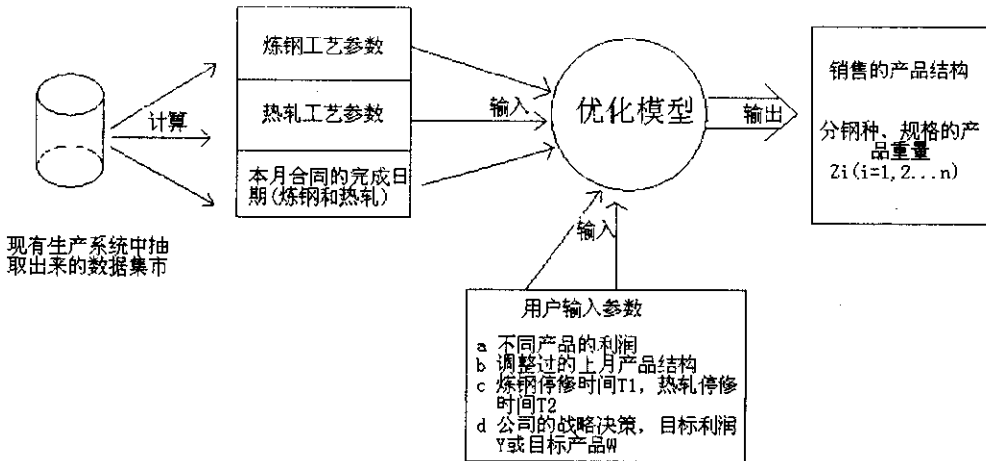 现有生产系统中抽
取出来的数据集市
计算
炼钢工艺参数
热轧工艺参数
本月合同的完成日
期(炼钢和热轧)
输入
优化模型
输出
销售的产品结构
分钢种、规格的产
品重量
Zi(i=1,2...n)
输入
用户输入参数
a 不同产品的利润
b 调整过的上月产品结构
c 炼钢停修时间T1, 热轧停修
时间T2
d 公司的战略决策, 目标利润
Y或目标产品W